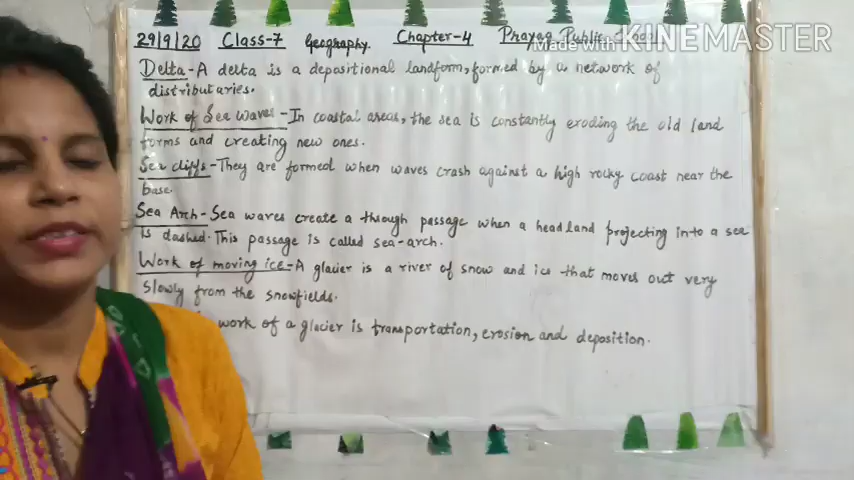 29/9/20 Class-7 Geography. Chapter-4 Prayag Public
Made with KINEMASTER
Delta-A delta is a depositional landform, formed by a network of
distributaries.
Work of Sea waves-In coastal areas, the sea is constantly eroding the old land
forms and creating new ones.
Sea cliffs-They are formed when waves crash against a high rocky coast near the
base.
Sea Arch-Sea waves create a through passage when a headland projecting into a sea
is dashed. This passage is called sea-arch.
Work of moving ice-A glacier is a river of snow and ice that moves out very
slowly from the snowfields.
work of a glacier is transportation, erosion and deposition.